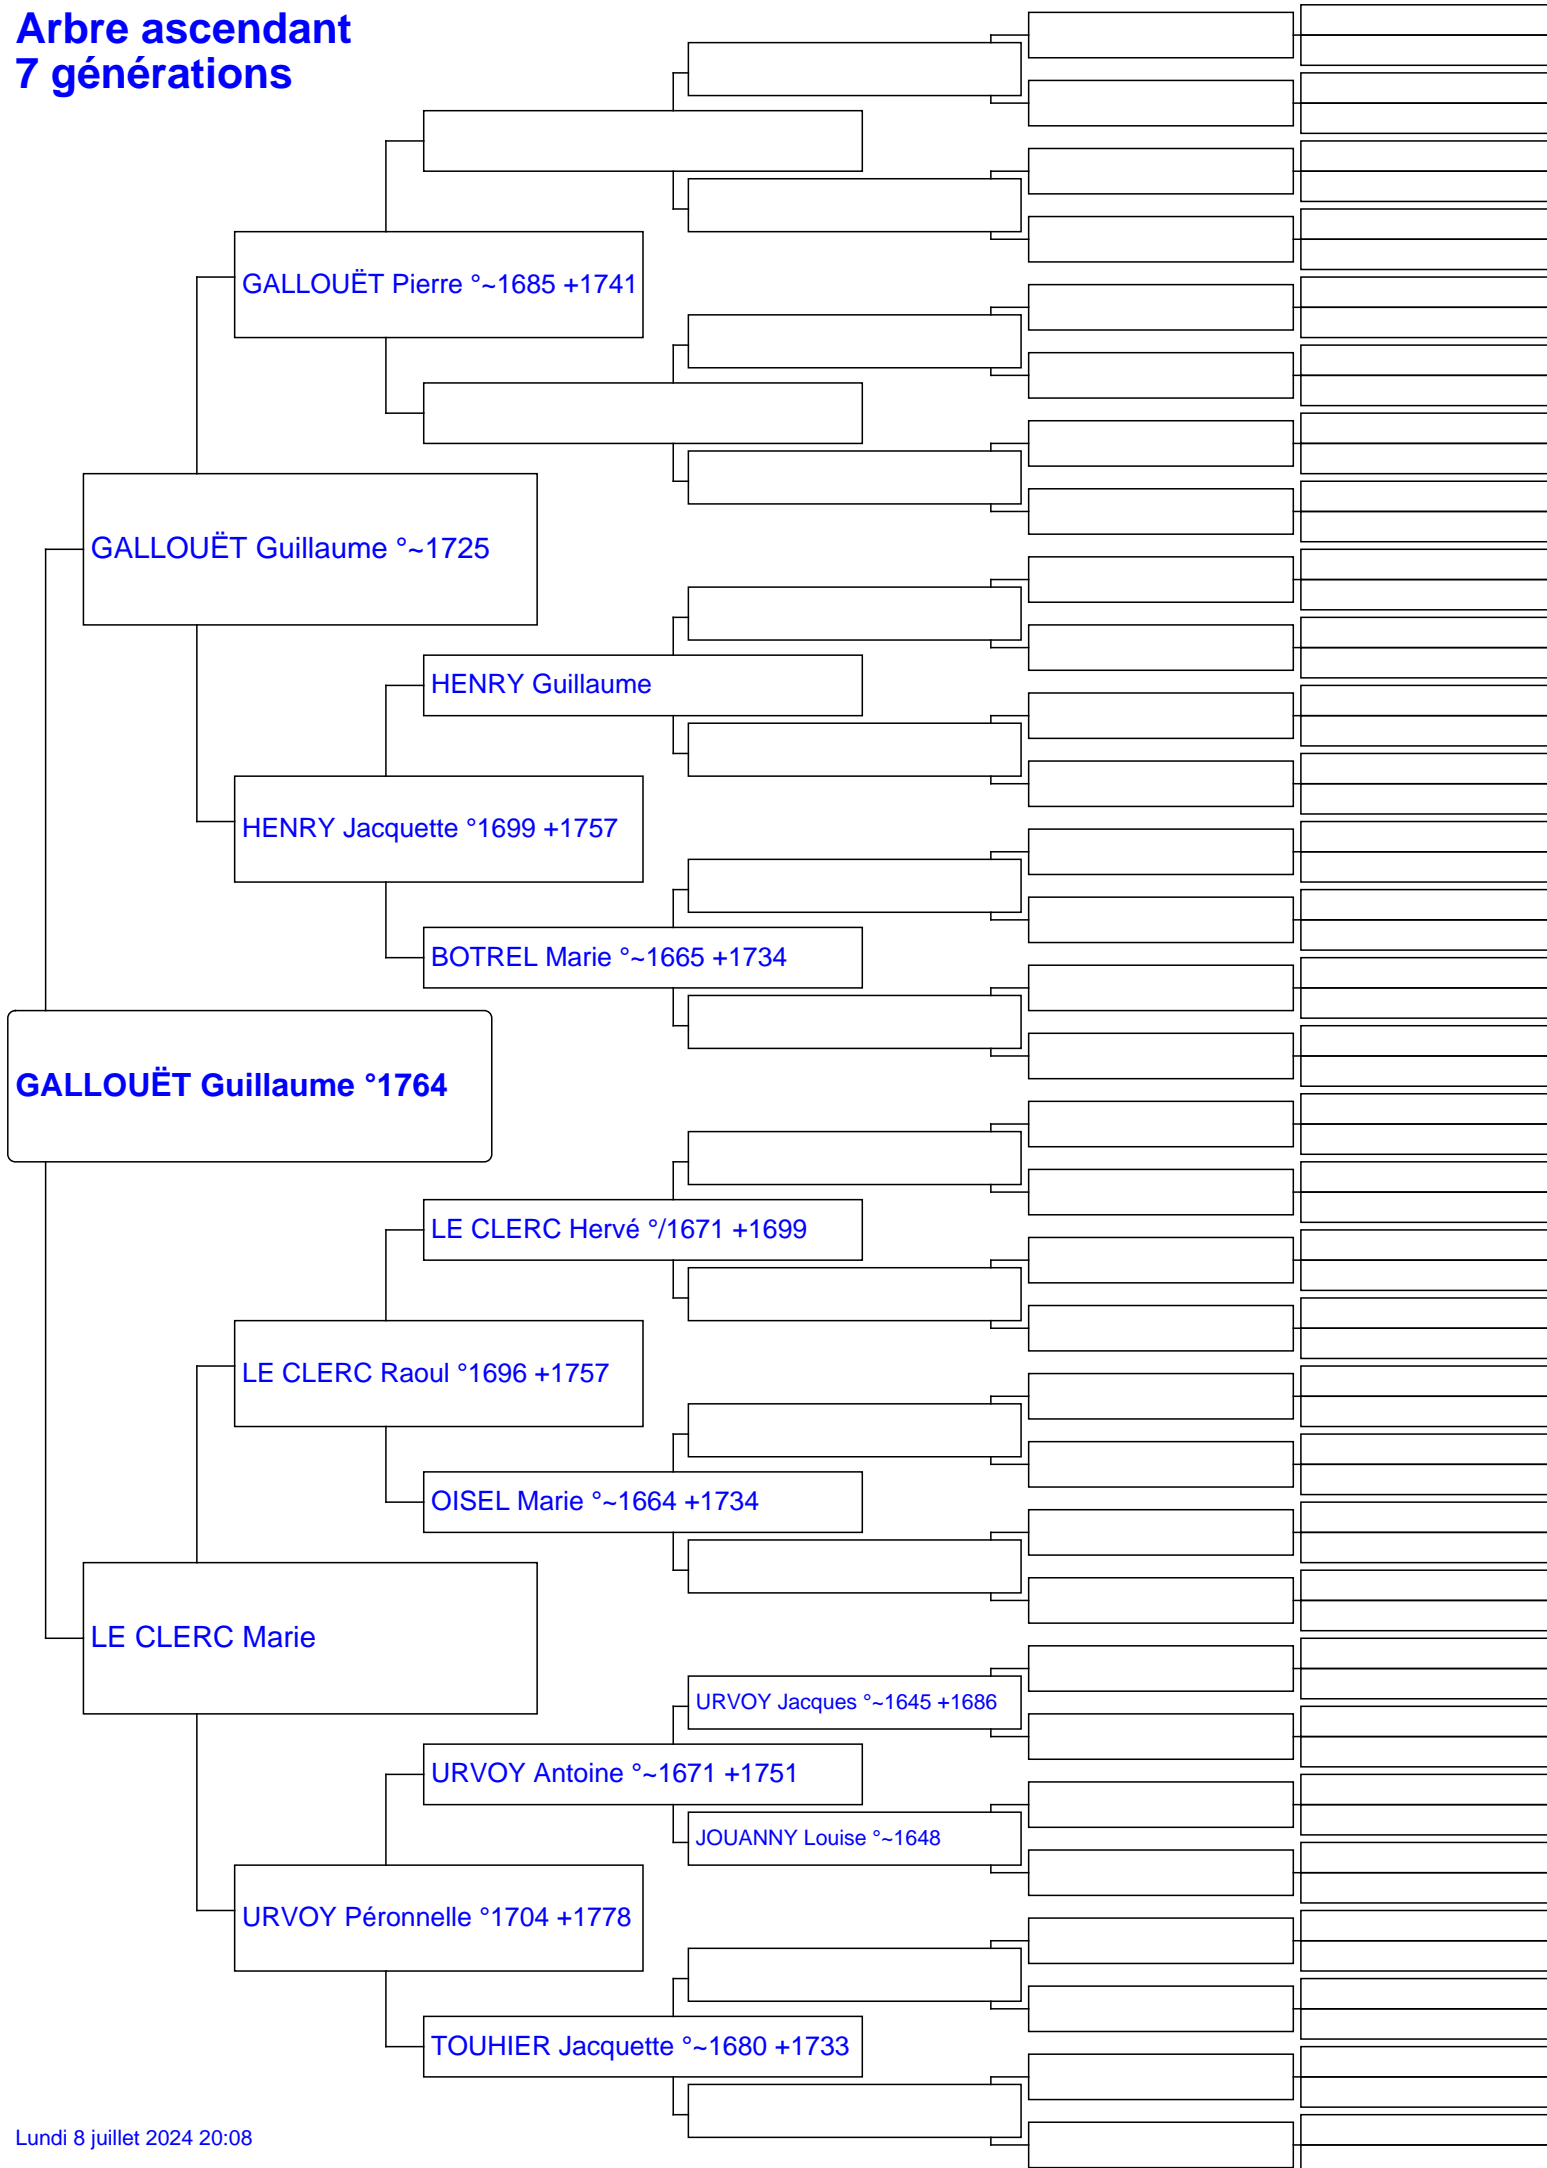 Arbre ascendant
7 générations
GALLOUËT Pierre °~1685 +1741
GALLOUËT Guillaume °~1725
HENRY Guillaume
HENRY Jacquette °1699 +1757
BOTREL Marie °~1665 +1734
GALLOUËT Guillaume °1764
LE CLERC Hervé °/1671 +1699
LE CLERC Raoul °1696 +1757
OISEL Marie °~1664 +1734
LE CLERC Marie
URVOY Jacques °~1645 +1686
URVOY Antoine °~1671 +1751
JOUANNY Louise °~1648
URVOY Péronnelle °1704 +1778
TOUHIER Jacquette °~1680 +1733
Lundi 8 juillet 2024 20:08